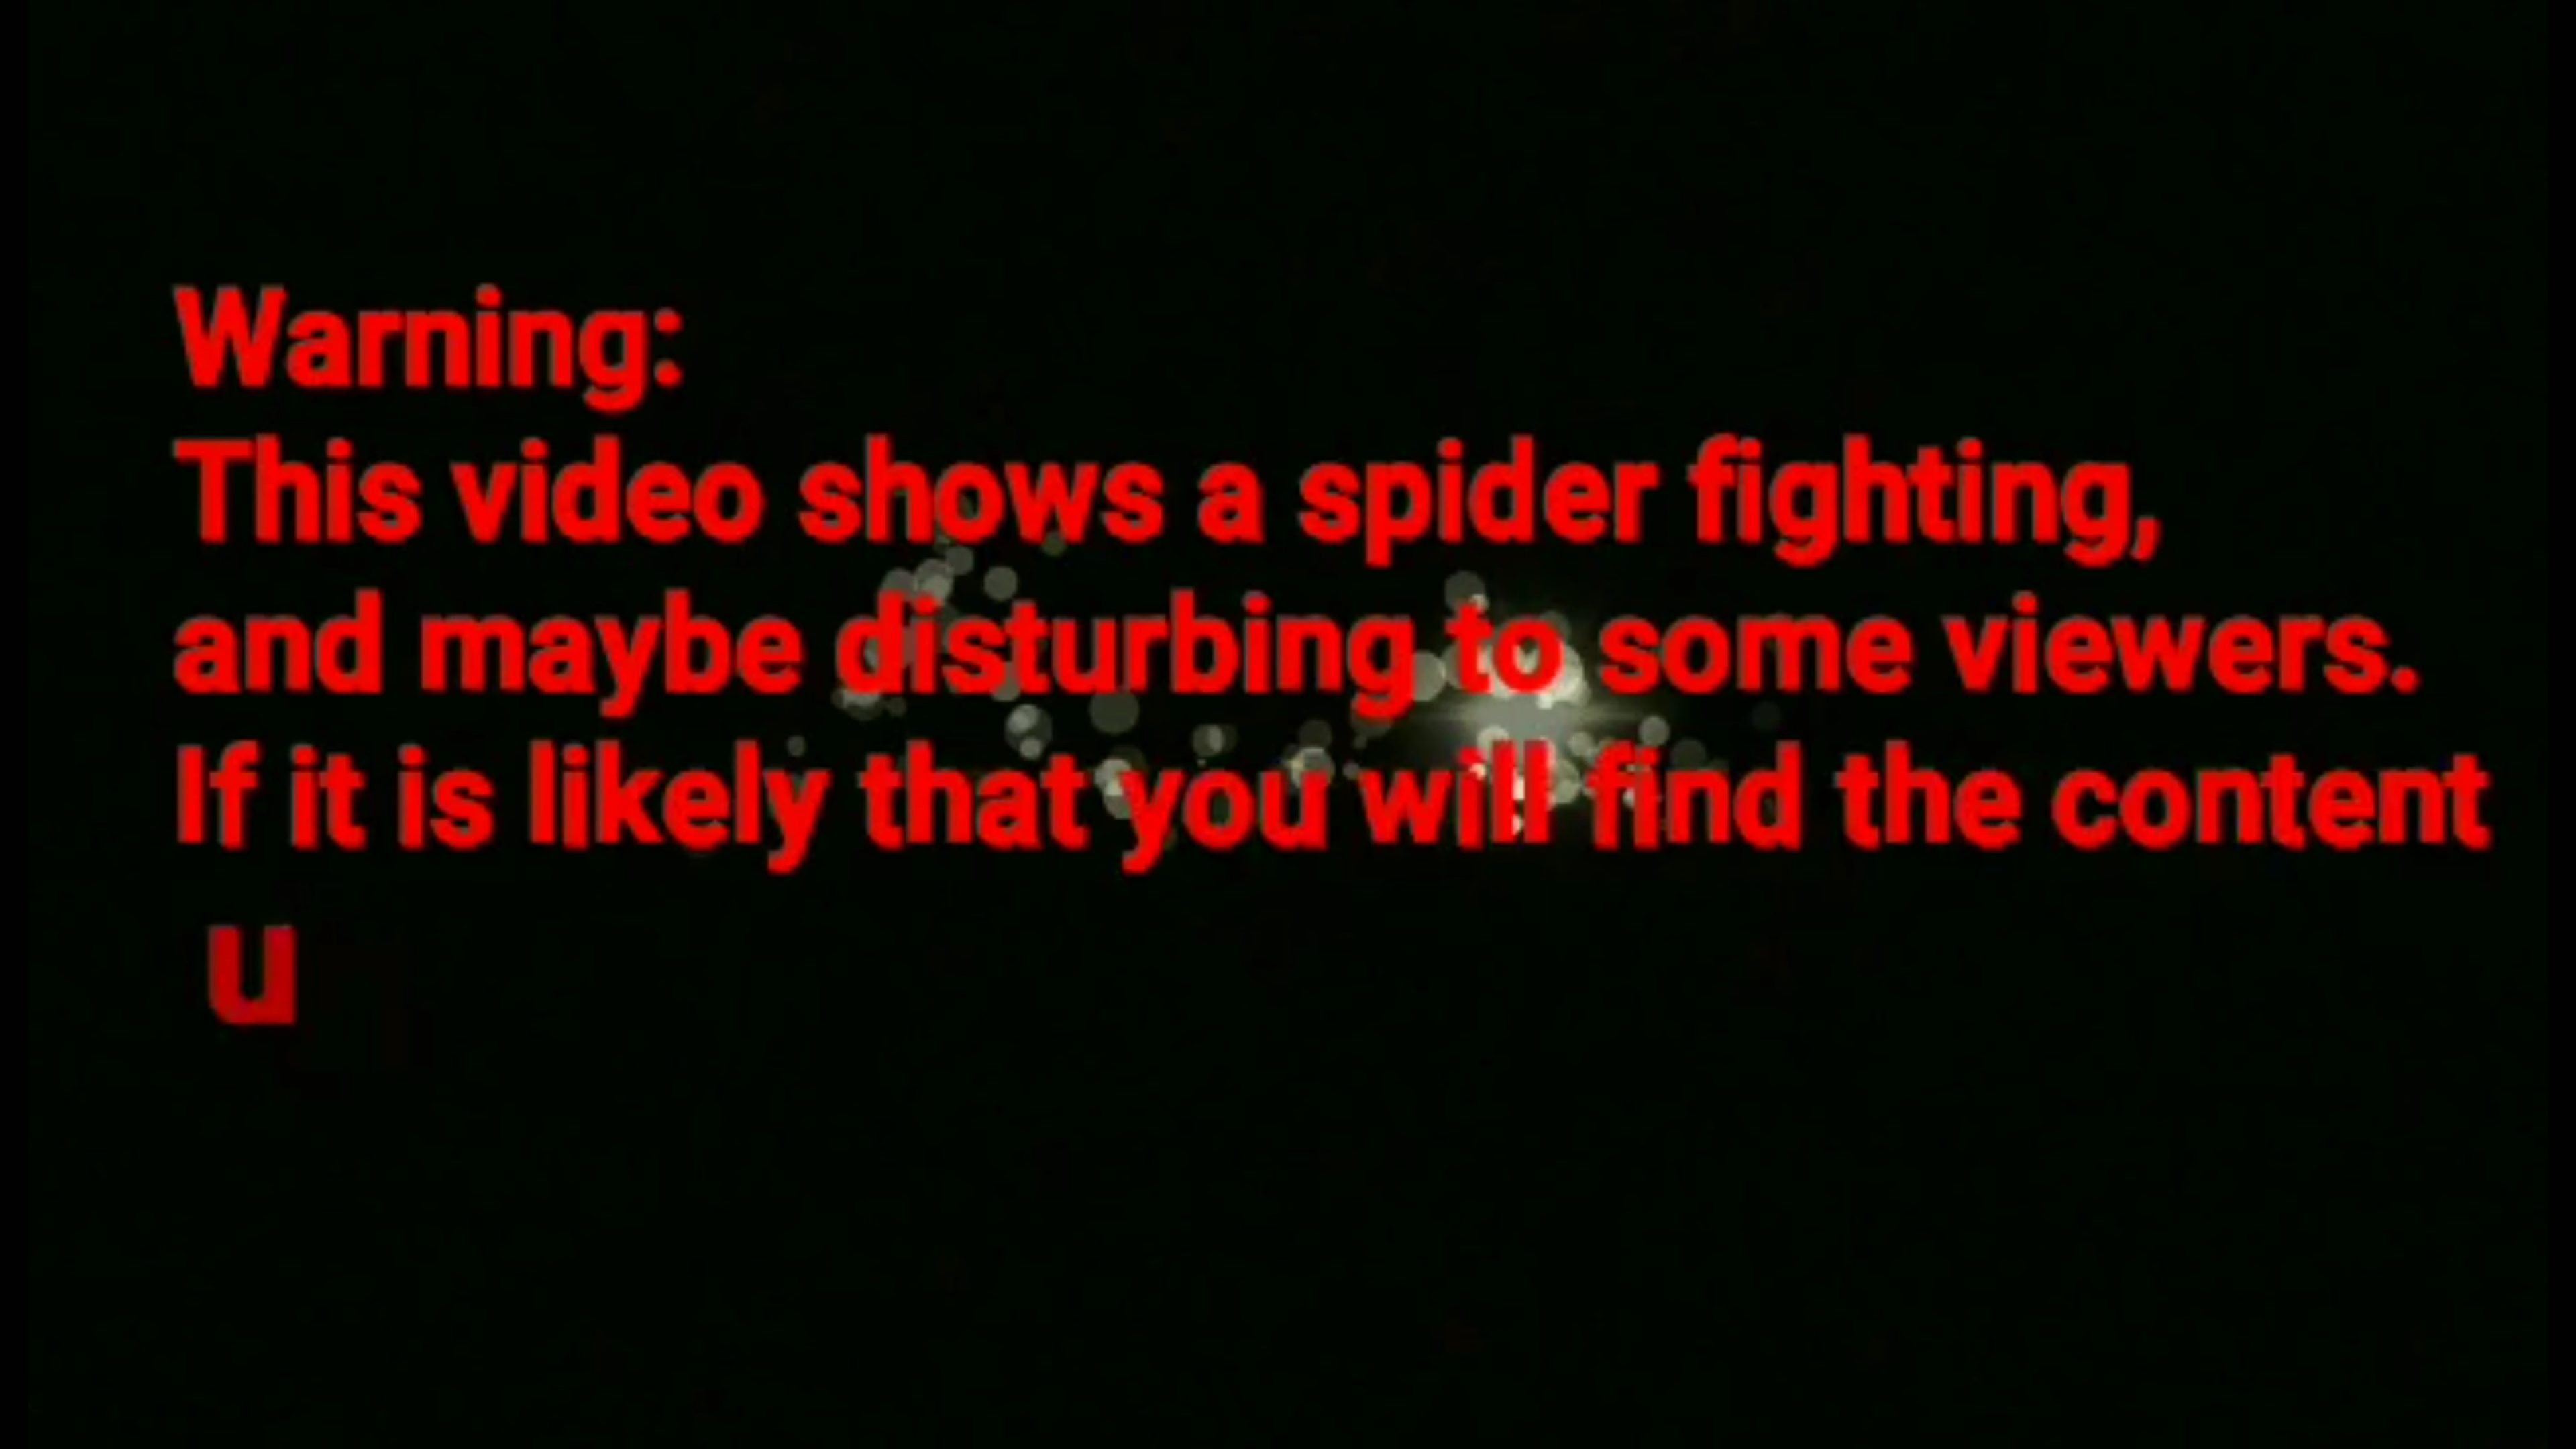 Warning:
This video shows a spider fighting,
and maybe disturbing to some viewers.
If it is likely that you will find the content
u